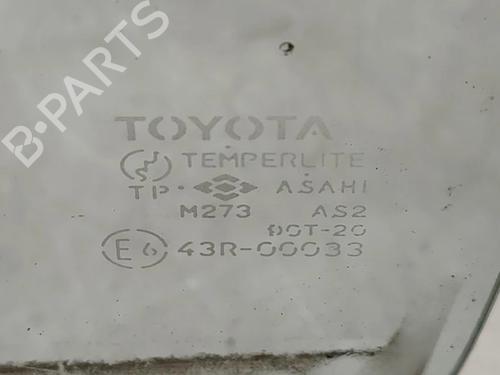 B-PARTS
TOYOTA
TEMPERLITE
TP ASAHI
M273 AS2
DOT-20
E6 43R-00033